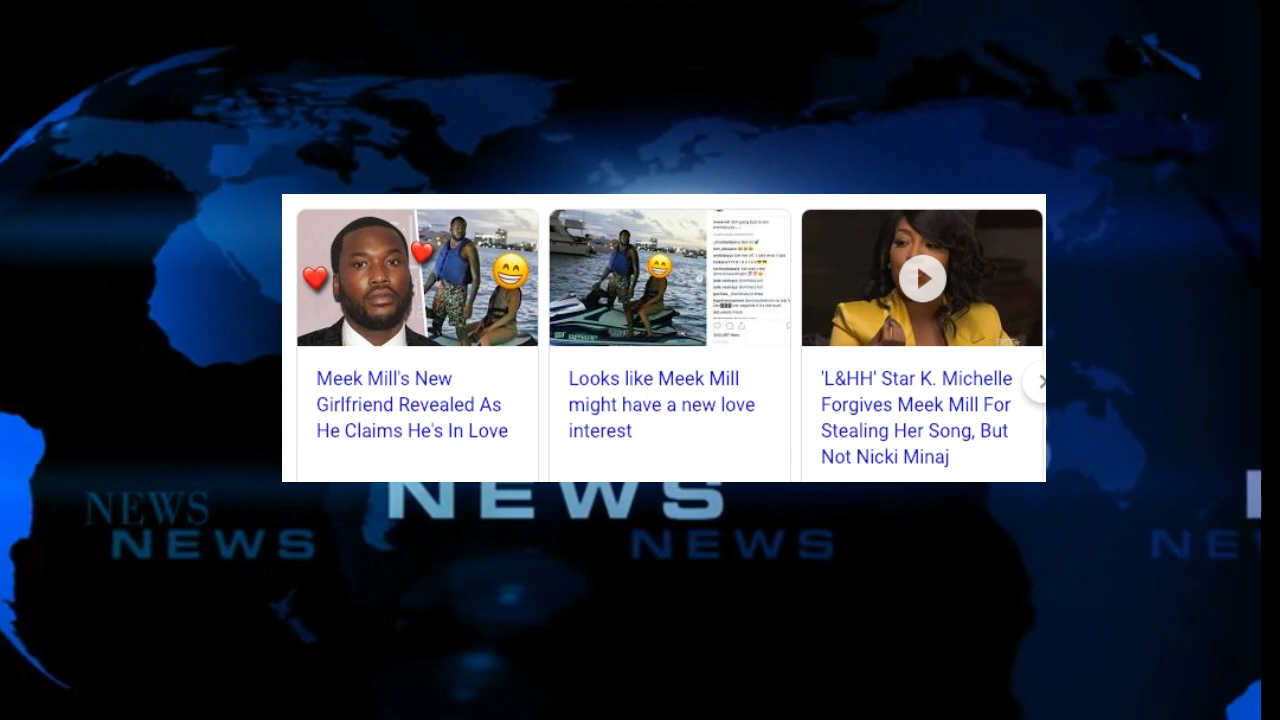 Meek Mill's New
Girlfriend Revealed As
He Claims He's In Love
Looks like Meek Mill
might have a new love
interest
'L&HH' Star K. Michelle
Forgives Meek Mill For
Stealing Her Song, But
Not Nicki Minaj
NEWS
NEWS
NEWS
NEWS
NE